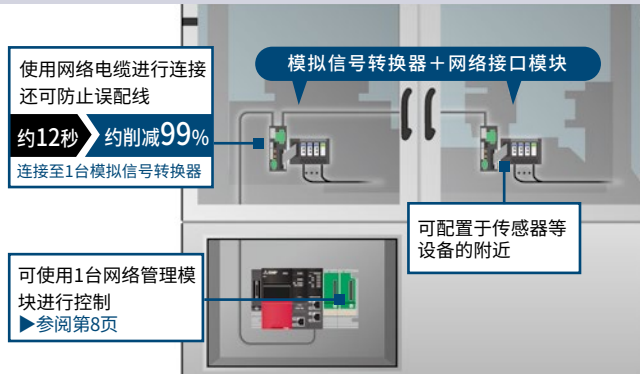 使用网络电缆进行连接
还可防止误配线
约12秒 约削减99%
连接至1台模拟信号转换器
模拟信号转换器＋网络接口模块
可配置于传感器等
设备的附近
可使用1台网络管理模
块进行控制
▶参阅第8页